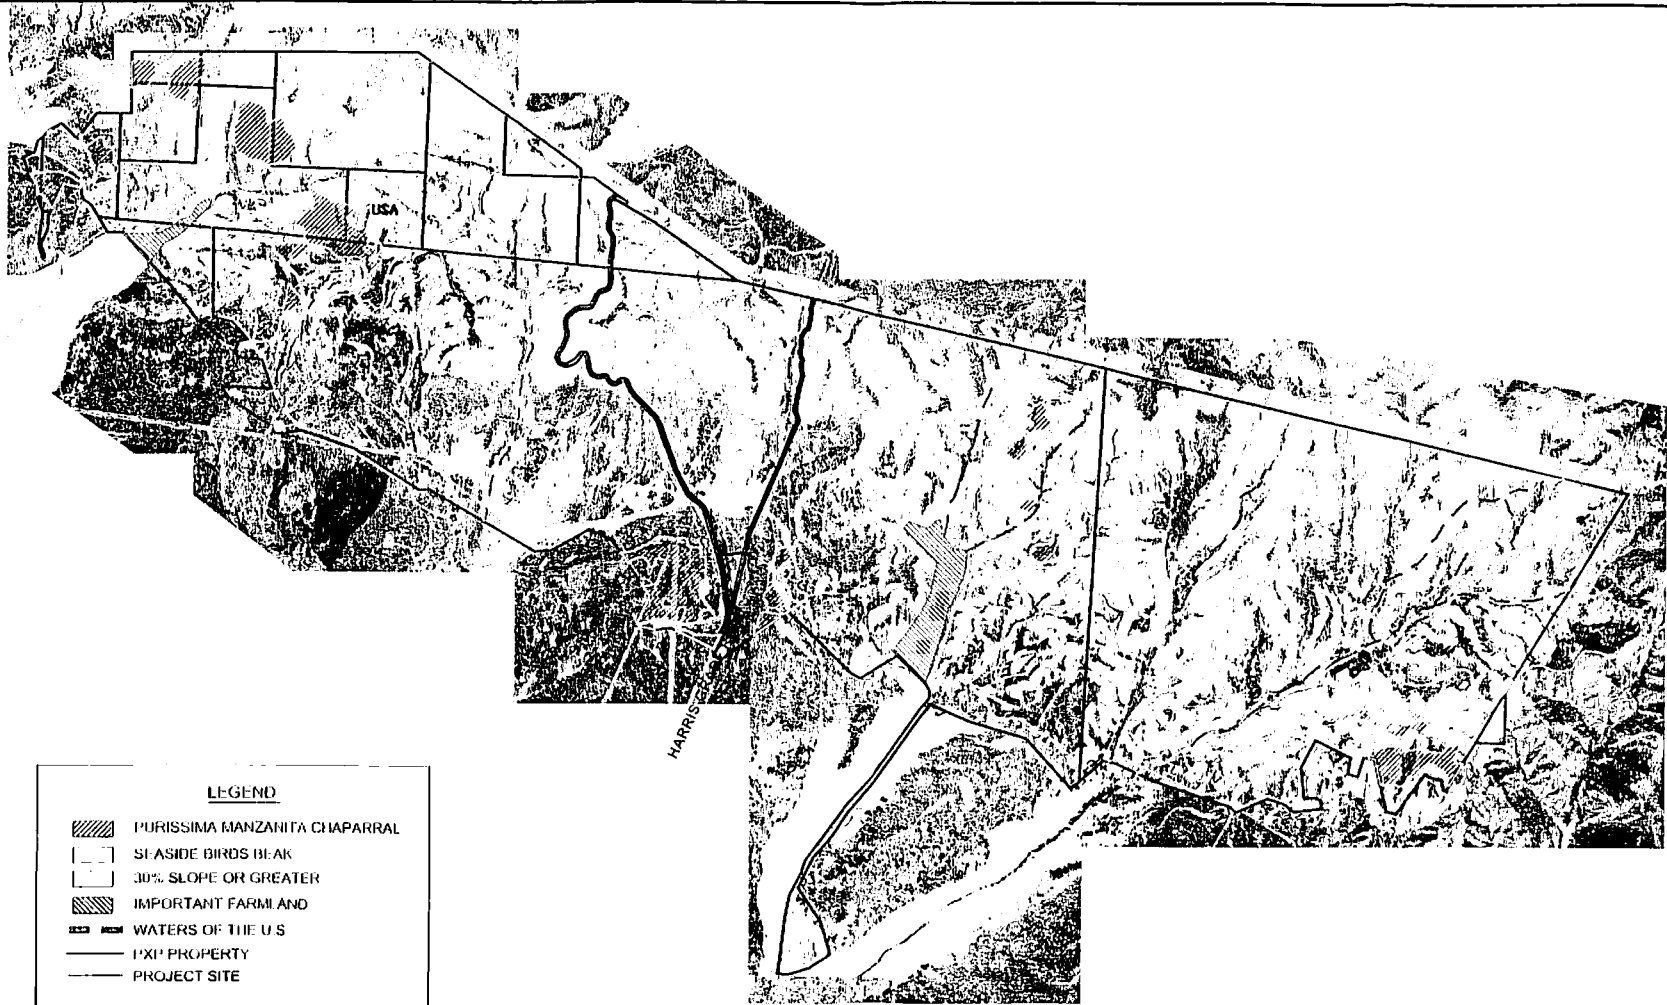 USA
HARRIS
LEGEND
PURISSIMA MANZANITA CHAPARRAL
SEASIDE BIRDS BEAK
30% SLOPE OR GREATER
IMPORTANT FARMLAND
WATERS OF THE U S
PXP PROPERTY
PROJECT SITE